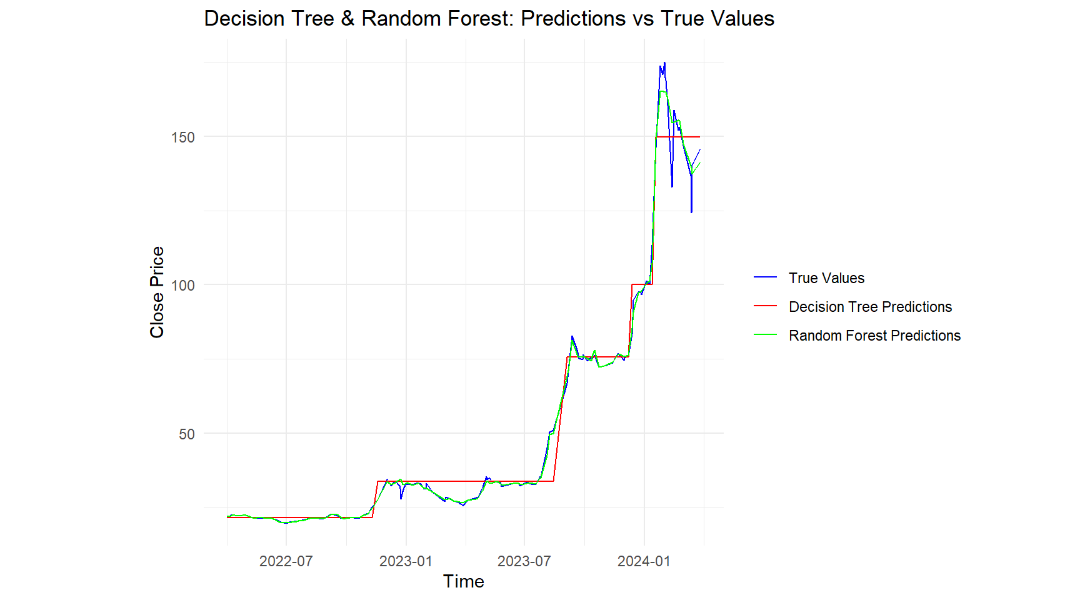 Decision Tree & Random Forest: Predictions vs True Values
Close Price
150
100
50
2022-07
2023-01
2023-07
2024-01
Time
True Values
Decision Tree Predictions
Random Forest Predictions